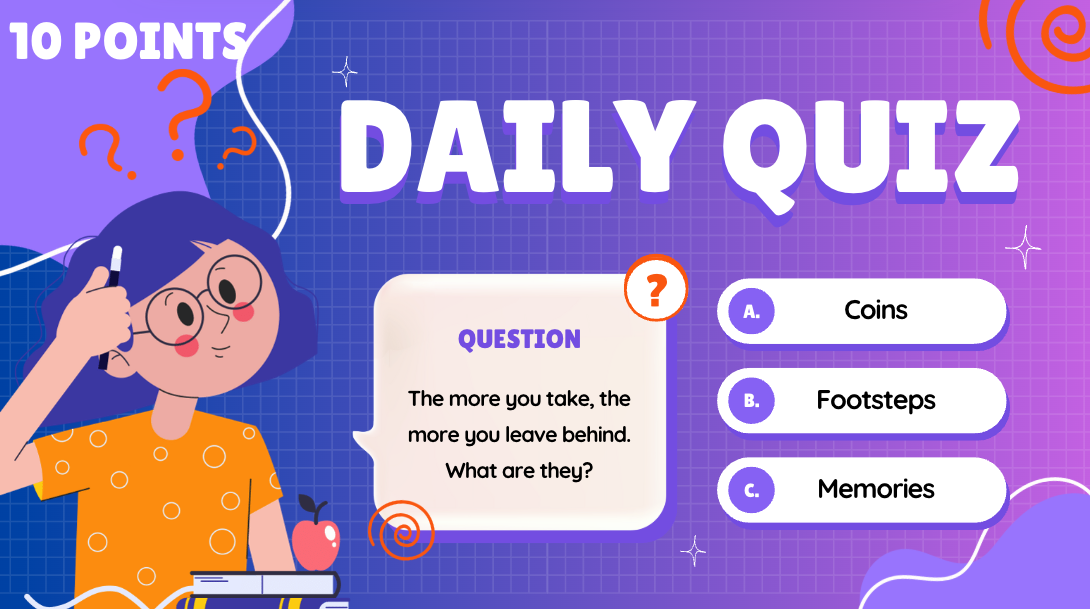 10 POINTS
DAILY QUIZ
?
QUESTION
The more you take, the
more you leave behind.
What are they?
A. Coins
B. Footsteps
C. Memories